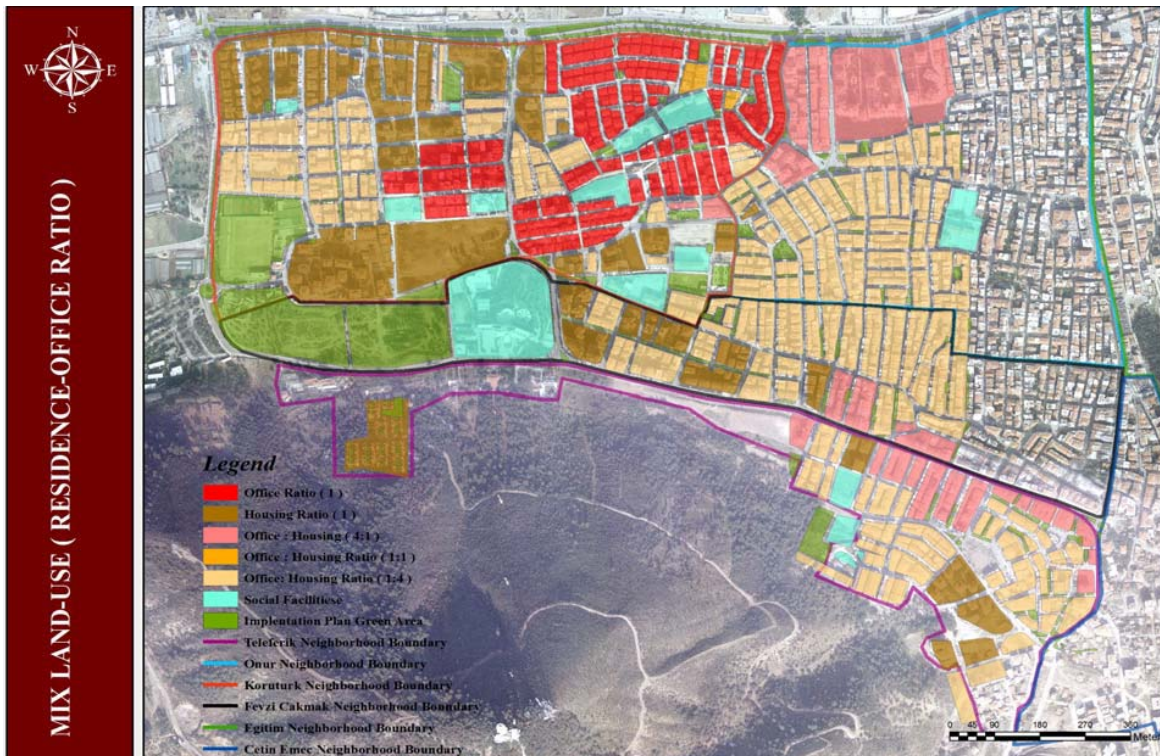 N
W E
S
MIX LAND-USE ( RESIDENCE-OFFICE RATIO )
Legend
Office Ratio ( 1 )
Housing Ratio ( 1 )
Office : Housing ( 4:1 )
Office : Housing Ratio ( 1:1 )
Office: Housing Ratio ( 1:4 )
Social Facilitiese
Implentation Plan Green Area
Teleferik Neighborhood Boundary
Onur Neighborhood Boundary
Koruturk Neighborhood Boundary
Fevzi Cakmak Neighborhood Boundary
Egitim Neighborhood Boundary
Cetin Emec Neighborhood Boundary
0 45 90 180 270 360
Meter